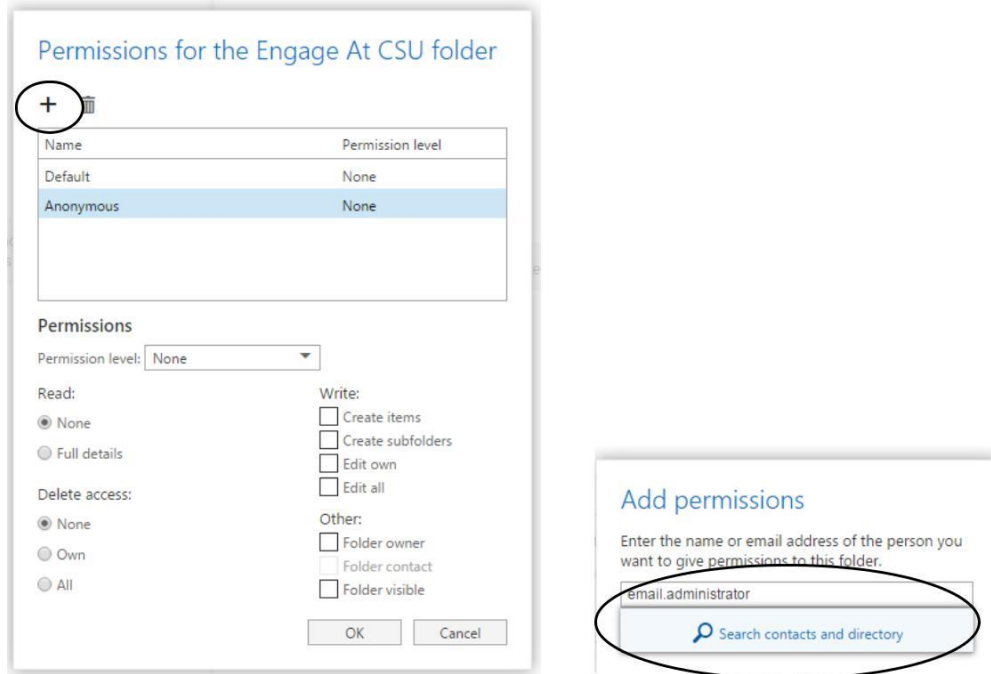 Permissions for the Engage At CSU folder
+
Name Permission level
Default None
Anonymous None
Permissions
Permission level: None
Read: Write:
None Create items
Full details Create subfolders
Edit own
Delete access: Edit all
None Other:
Own Folder owner
All Folder contact
Folder visible
OK Cancel
Add permissions
Enter the name or email address of the person you
want to give permissions to this folder.
email.administrator
Search contacts and directory